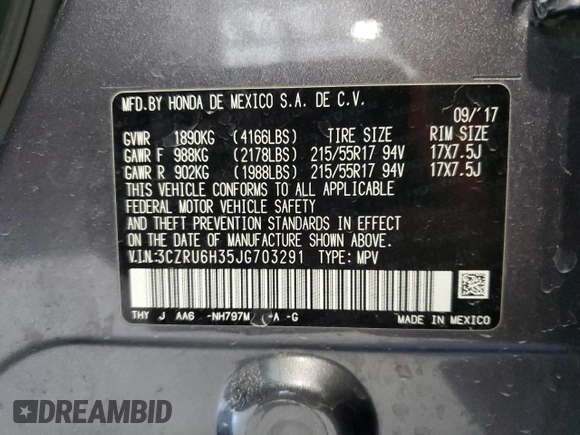 MFD.BY HONDA DE MEXICO S.A. DE C.V.
09/'17
GVWR 1890KG (4166LBS) TIRE SIZE RIM SIZE
GAWR F 988KG (2178LBS) 215/55R17 94V 17X7.5J
GAWR R 902KG (1988LBS) 215/55R17 94V 17X7.5J
THIS VEHICLE CONFORMS TO ALL APPLICABLE
FEDERAL MOTOR VEHICLE SAFETY
AND THEFT PREVENTION STANDARDS IN EFFECT
ON THE DATE OF MANUFACTURE SHOWN ABOVE.
V.I.N:3CZRU6H35JG703291 TYPE: MPV
THY J AA6 -NH797M -A -G
MADE IN MEXICO
DREAMBID